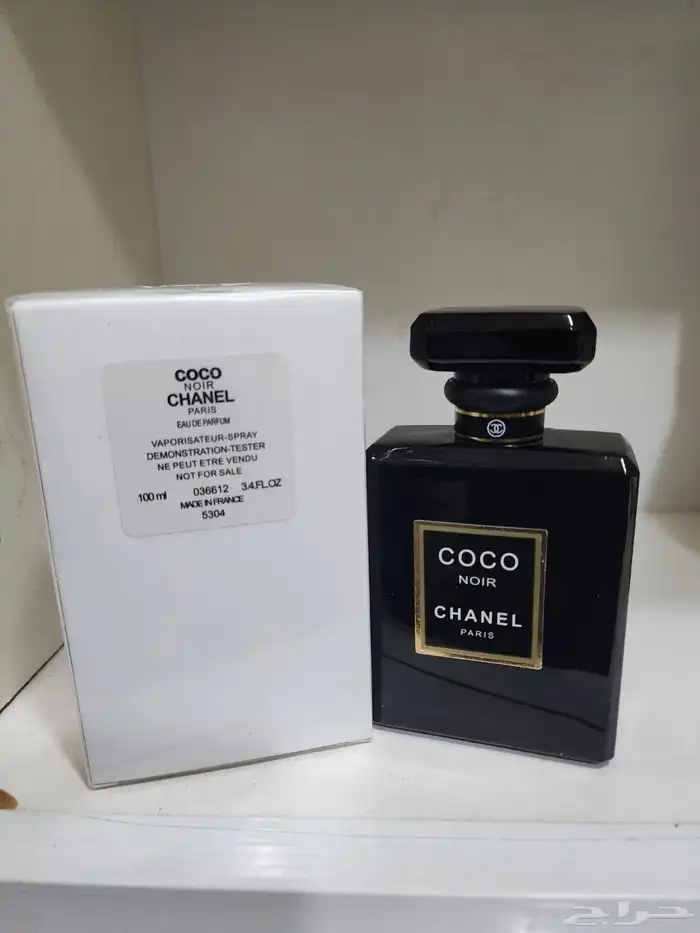 COCO
NOIR
CHANEL
PARIS
EAU DE PARFUM
VAPORISATEUR-SPRAY
DEMONSTRATION-TESTER
NE PEUT ETRE VENDU
NOT FOR SALE
100 ml 036612 3.4.FL.OZ
MADE IN FRANCE
5304
COCO
NOIR
CHANEL
PARIS
حراج